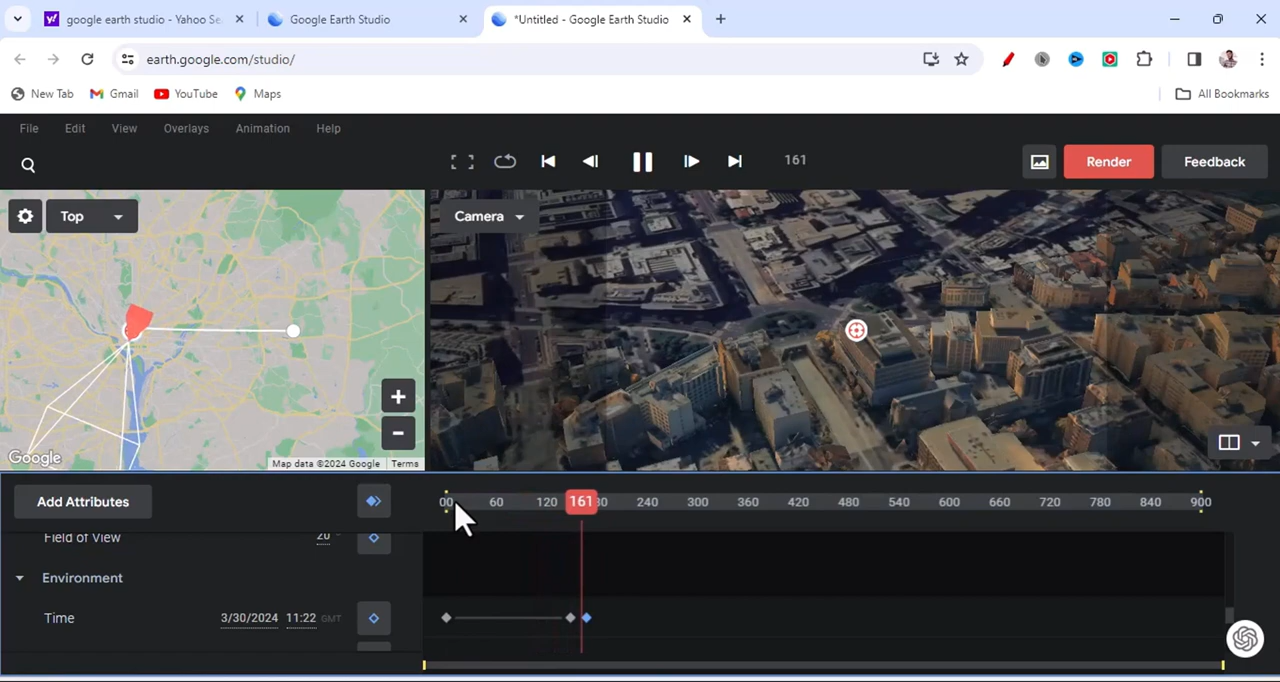 google earth studio - Yahoo Se
Google Earth Studio
*Untitled - Google Earth Studio
earth.google.com/studio/
New Tab
Gmail
YouTube
Maps
All Bookmarks
File
Edit
View
Overlays
Animation
Help
161
Render
Feedback
Top
Camera
+
-
Google
Map data ©2024 Google
Terms
Add Attributes
00 60 120 161 80 240 300 360 420 480 540 600 660 720 780 840 900
Field of View
20 °
Environment
Time
3/30/2024 11:22 GMT